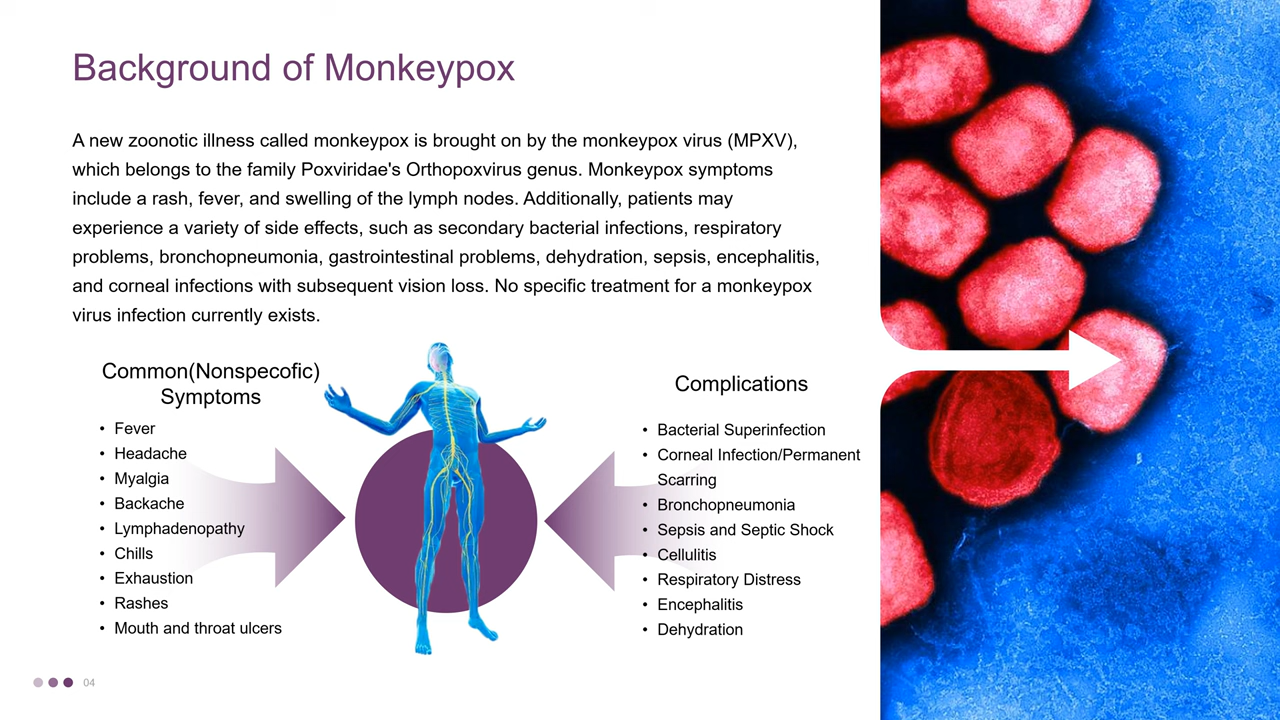 Background of Monkeypox
A new zoonotic illness called monkeypox is brought on by the monkeypox virus (MPXV),
which belongs to the family Poxviridae's Orthopoxvirus genus. Monkeypox symptoms
include a rash, fever, and swelling of the lymph nodes. Additionally, patients may
experience a variety of side effects, such as secondary bacterial infections, respiratory
problems, bronchopneumonia, gastrointestinal problems, dehydration, sepsis, encephalitis,
and corneal infections with subsequent vision loss. No specific treatment for a monkeypox
virus infection currently exists.
Common(Nonspecofic)
Symptoms
• Fever
• Headache
• Myalgia
• Backache
• Lymphadenopathy
• Chills
• Exhaustion
• Rashes
• Mouth and throat ulcers
Complications
• Bacterial Superinfection
• Corneal Infection/Permanent
Scarring
• Bronchopneumonia
• Sepsis and Septic Shock
• Cellulitis
• Respiratory Distress
• Encephalitis
• Dehydration
04